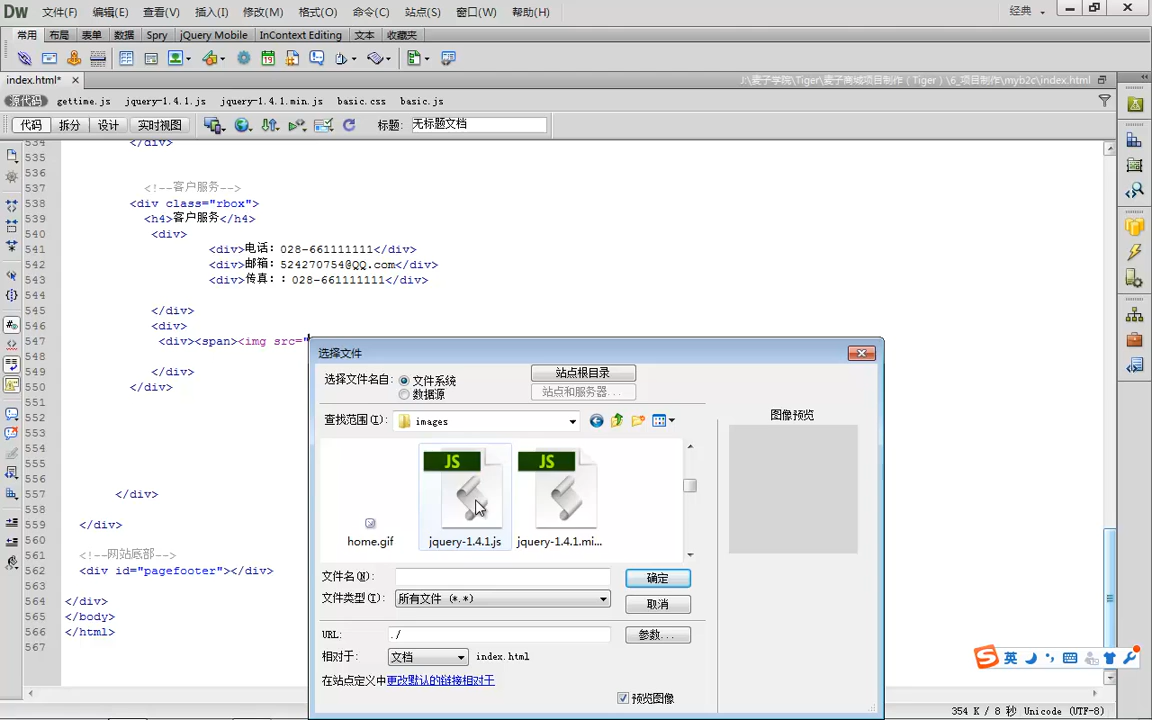 Dw 文件(F) 编辑(E) 查看(V) 插入(I) 修改(M) 格式(O) 命令(C) 站点(S) 窗口(W) 帮助(H) 经典
常用 布局 表单 数据 Spry jQuery Mobile InContext Editing 文本 收藏夹
index.html* J:\麦子学院\Tiger\麦子商城项目制作（Tiger）\6_项目制作\myb2c\index.html
源代码 gettime.js jquery-1.4.1.js jquery-1.4.1.min.js basic.css basic.js
代码 拆分 设计 实时视图 标题: 无标题文档
534 </div>
535
536
537 <!--客户服务-->
538 <div class="rbox">
539 <h4>客户服务</h4>
540 <div>
541 <div>电话：028-661111111</div>
542 <div>邮箱：524270754@QQ.com</div>
543 <div>传真：：028-661111111</div>
544
545 </div>
546 <div>
547 <div><span><img src="
548
549 </div>
550 </div>
551
552
553
554
555
556
557 </div>
558
559 </div>
560
561 <!--网站底部-->
562 <div id="pagefooter"></div>
563
564 </div>
565 </body>
566 </html>
567
选择文件
选择文件名自: 文件系统 站点根目录
数据源 站点和服务器...
查找范围(I): images
图像预览
JS JS
home.gif jquery-1.4.1.js jquery-1.4.1.mi...
文件名(N): 确定
文件类型(T): 所有文件 (*.*) 取消
URL: ./ 参数...
相对于: 文档 index.html
在站点定义中更改默认的链接相对于
预览图像
S 英
354 K / 8 秒 Unicode (UTF-8)